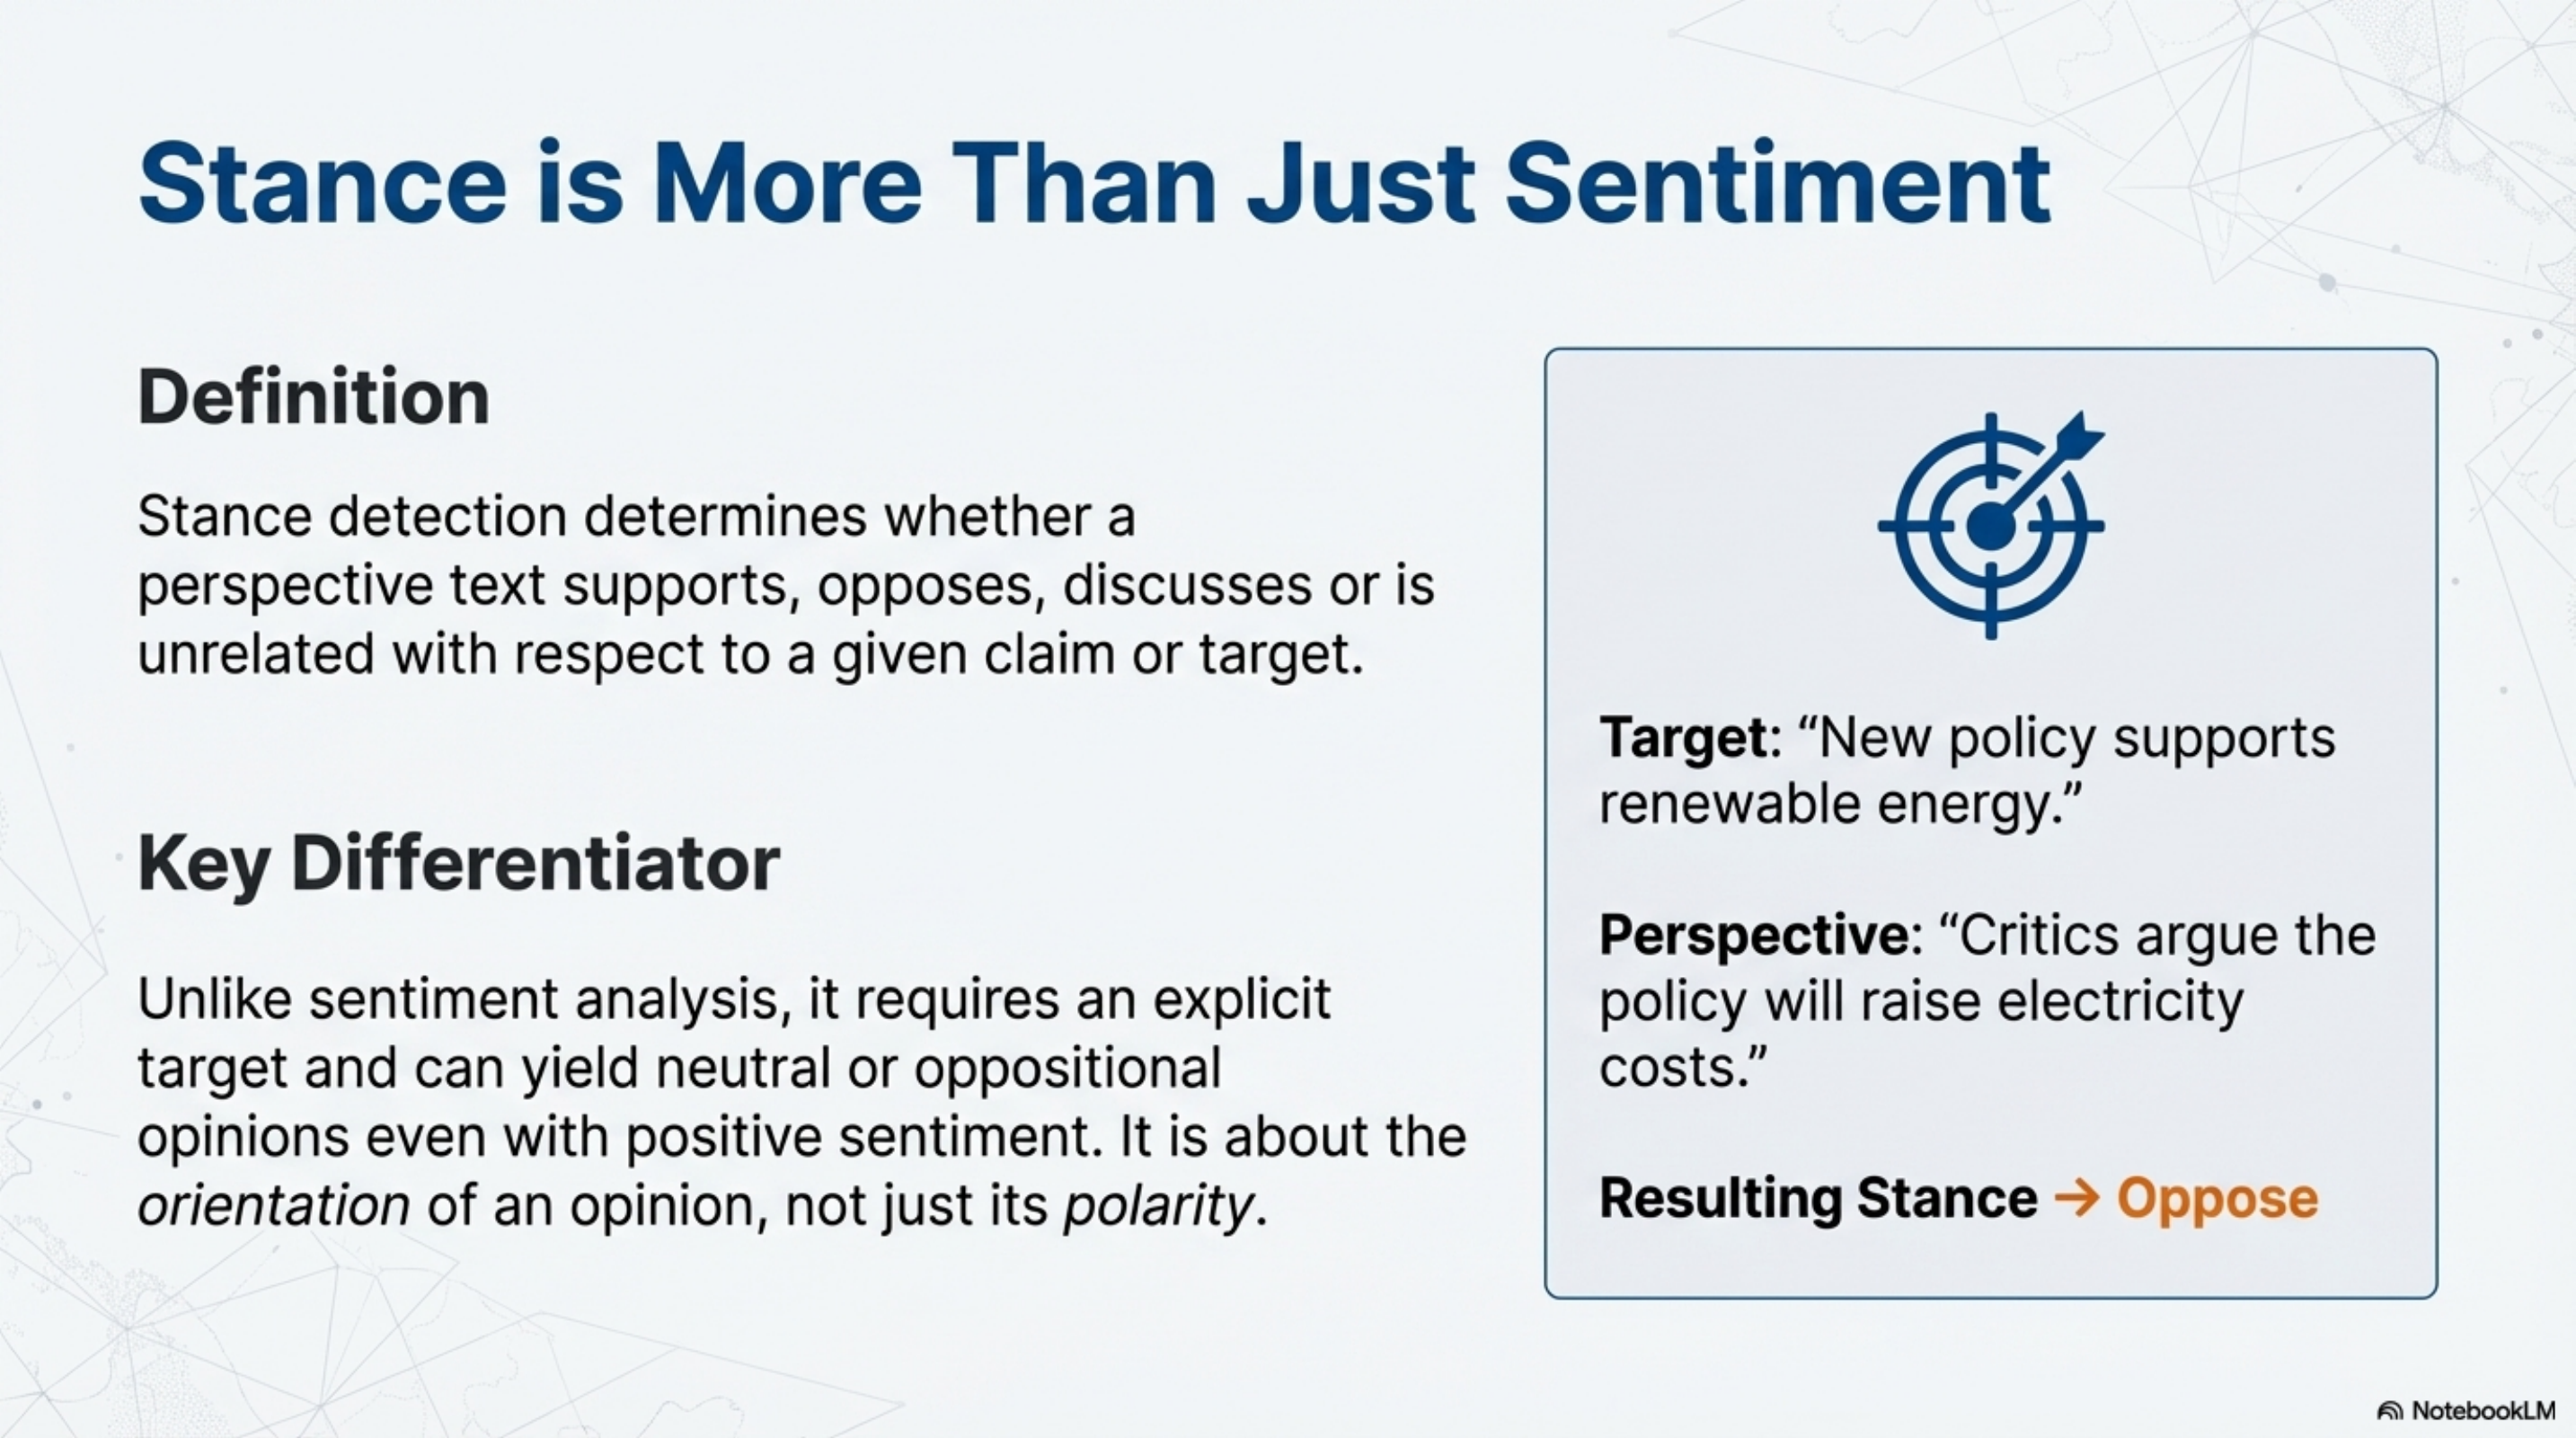 Stance is More Than Just Sentiment
Definition
Stance detection determines whether a
perspective text supports, opposes, discusses or is
unrelated with respect to a given claim or target.
Key Differentiator
Unlike sentiment analysis, it requires an explicit
target and can yield neutral or oppositional
opinions even with positive sentiment. It is about the
orientation of an opinion, not just its polarity.
Target: “New policy supports
renewable energy.”
Perspective: “Critics argue the
policy will raise electricity
costs.”
Resulting Stance → Oppose
NotebookLM